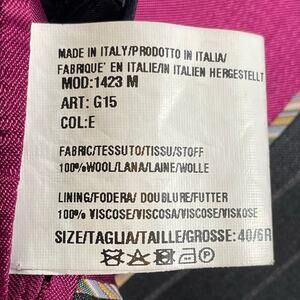 MADE IN ITALY/PRODOTTO IN ITALIA/
FABRIQUE' EN ITALIE/IN ITALIEN HERGESTELLT
MOD:1423 M
ART: G15
COL:E
FABRIC/TESSUTO/TISSU/STOFF
100%WOOL/LANA/LAINE/WOLLE
LINING/FODERA/ DOUBLURE/FUTTER
100% VISCOSE/VISCOSA/VISCOSE/VISKOSE
SIZE/TAGLIA/TAILLE/GROSSE: 40/6R
P